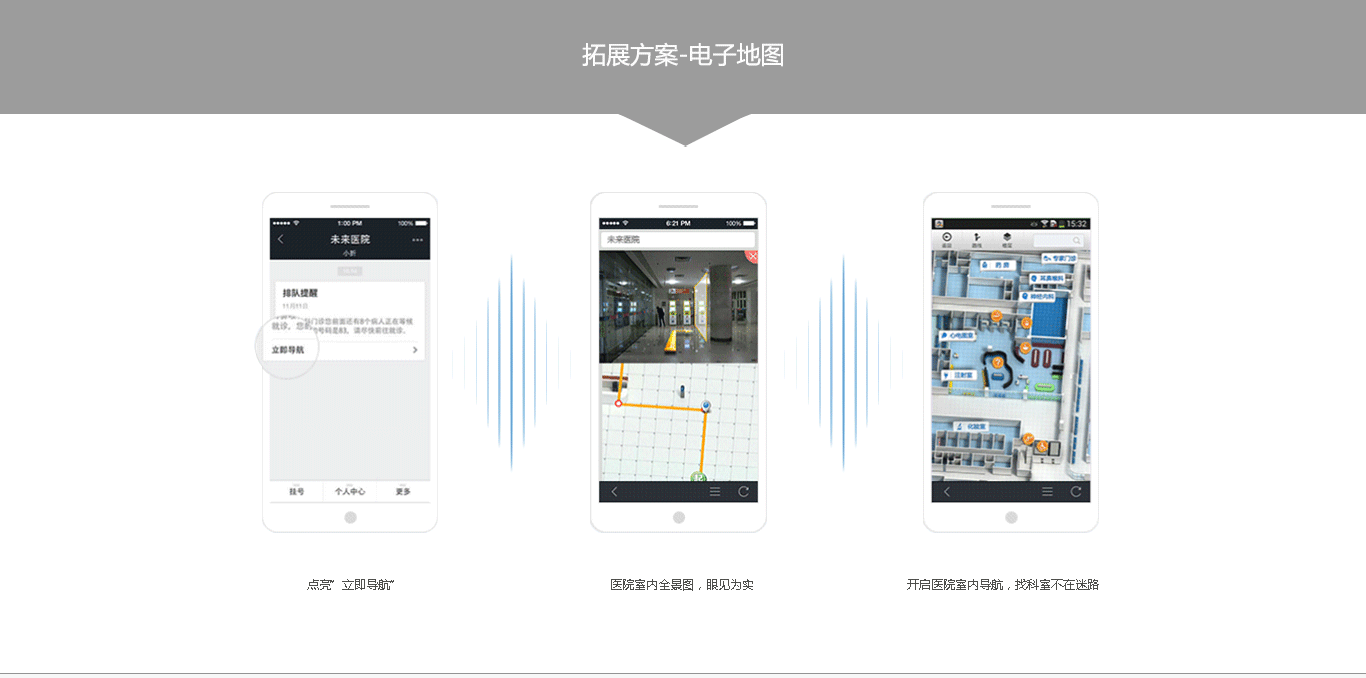 拓展方案-电子地图
1:00 PM
100%
未来医院
小折
排队提醒
11月21日
门诊您前面还有8个病人正在等候
就诊。您的
号码是83，请尽快前往就诊。
立即导航
挂号
个人中心
更多
6:21 PM
100%
未来医院
15:32
药房
专家门诊
耳鼻喉科
神经内科
心电图室
注射室
化验室
点亮“立即导航”
医院室内全景图，眼见为实
开启医院室内导航，找科室不在迷路